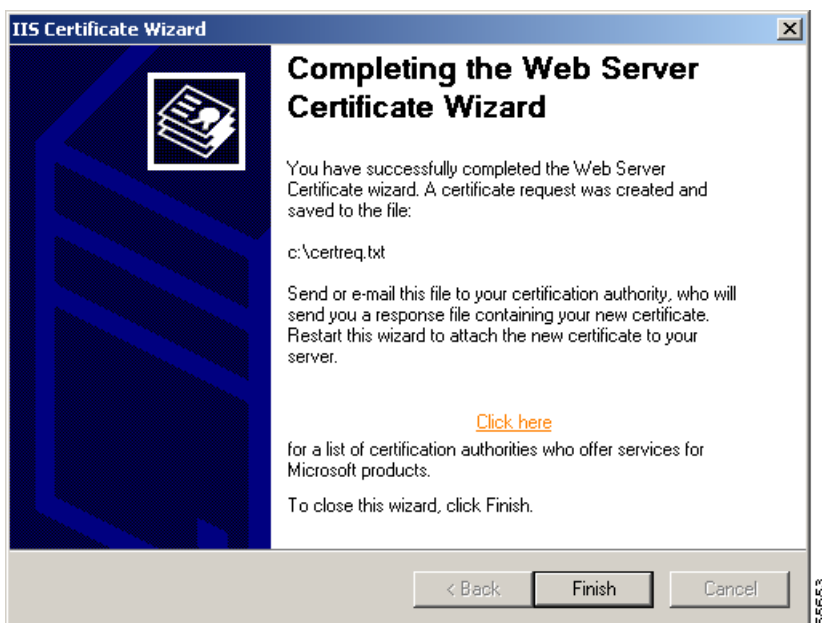 IIS Certificate Wizard
Completing the Web Server
Certificate Wizard
You have successfully completed the Web Server
Certificate wizard. A certificate request was created and
saved to the file:
c:\certreq.txt
Send or e-mail this file to your certification authority, who will
send you a response file containing your new certificate.
Restart this wizard to attach the new certificate to your
server.
Click here
for a list of certification authorities who offer services for
Microsoft products.
To close this wizard, click Finish.
< Back
Finish
Cancel